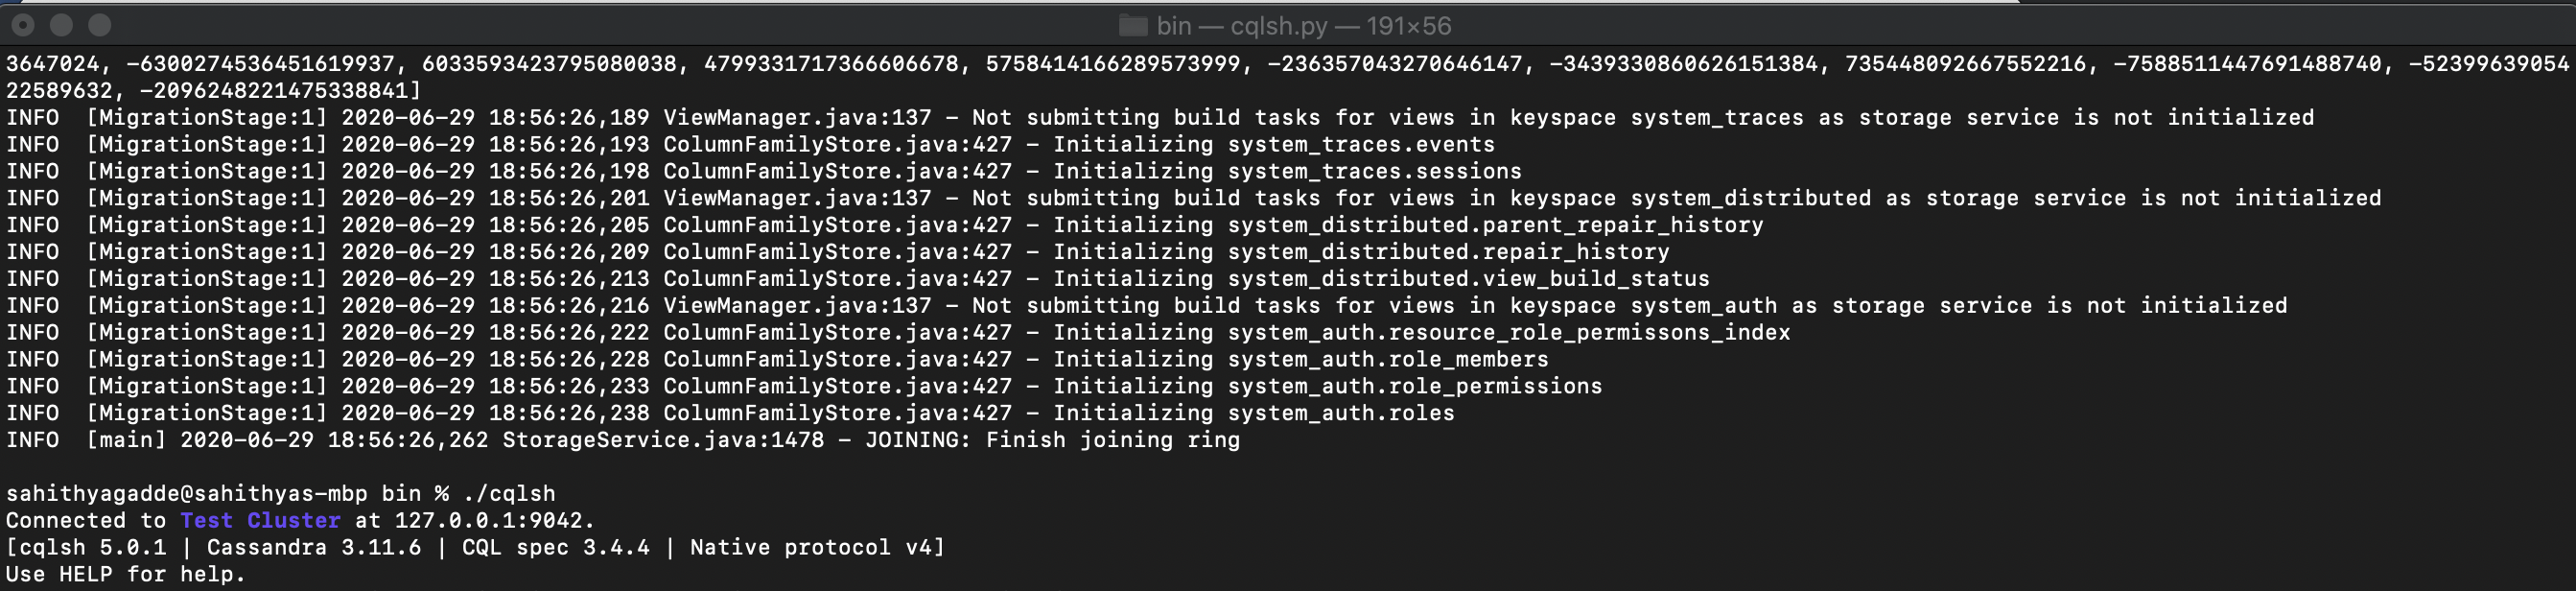 bin — cqlsh.py — 191×56
3647024, -6300274536451619937, 6033593423795080038, 4799331717366606678, 5758414166289573999, -236357043270646147, -3439330860626151384, 735448092667552216, -7588511447691488740, -52399639054
22589632, -2096248221475338841]
INFO  [MigrationStage:1] 2020-06-29 18:56:26,189 ViewManager.java:137 - Not submitting build tasks for views in keyspace system_traces as storage service is not initialized
INFO  [MigrationStage:1] 2020-06-29 18:56:26,193 ColumnFamilyStore.java:427 - Initializing system_traces.events
INFO  [MigrationStage:1] 2020-06-29 18:56:26,198 ColumnFamilyStore.java:427 - Initializing system_traces.sessions
INFO  [MigrationStage:1] 2020-06-29 18:56:26,201 ViewManager.java:137 - Not submitting build tasks for views in keyspace system_distributed as storage service is not initialized
INFO  [MigrationStage:1] 2020-06-29 18:56:26,205 ColumnFamilyStore.java:427 - Initializing system_distributed.parent_repair_history
INFO  [MigrationStage:1] 2020-06-29 18:56:26,209 ColumnFamilyStore.java:427 - Initializing system_distributed.repair_history
INFO  [MigrationStage:1] 2020-06-29 18:56:26,213 ColumnFamilyStore.java:427 - Initializing system_distributed.view_build_status
INFO  [MigrationStage:1] 2020-06-29 18:56:26,216 ViewManager.java:137 - Not submitting build tasks for views in keyspace system_auth as storage service is not initialized
INFO  [MigrationStage:1] 2020-06-29 18:56:26,222 ColumnFamilyStore.java:427 - Initializing system_auth.resource_role_permissons_index
INFO  [MigrationStage:1] 2020-06-29 18:56:26,228 ColumnFamilyStore.java:427 - Initializing system_auth.role_members
INFO  [MigrationStage:1] 2020-06-29 18:56:26,233 ColumnFamilyStore.java:427 - Initializing system_auth.role_permissions
INFO  [MigrationStage:1] 2020-06-29 18:56:26,238 ColumnFamilyStore.java:427 - Initializing system_auth.roles
INFO  [main] 2020-06-29 18:56:26,262 StorageService.java:1478 - JOINING: Finish joining ring
sahithyagadde@sahithyas-mbp bin % ./cqlsh
Connected to Test Cluster at 127.0.0.1:9042.
[cqlsh 5.0.1 | Cassandra 3.11.6 | CQL spec 3.4.4 | Native protocol v4]
Use HELP for help.